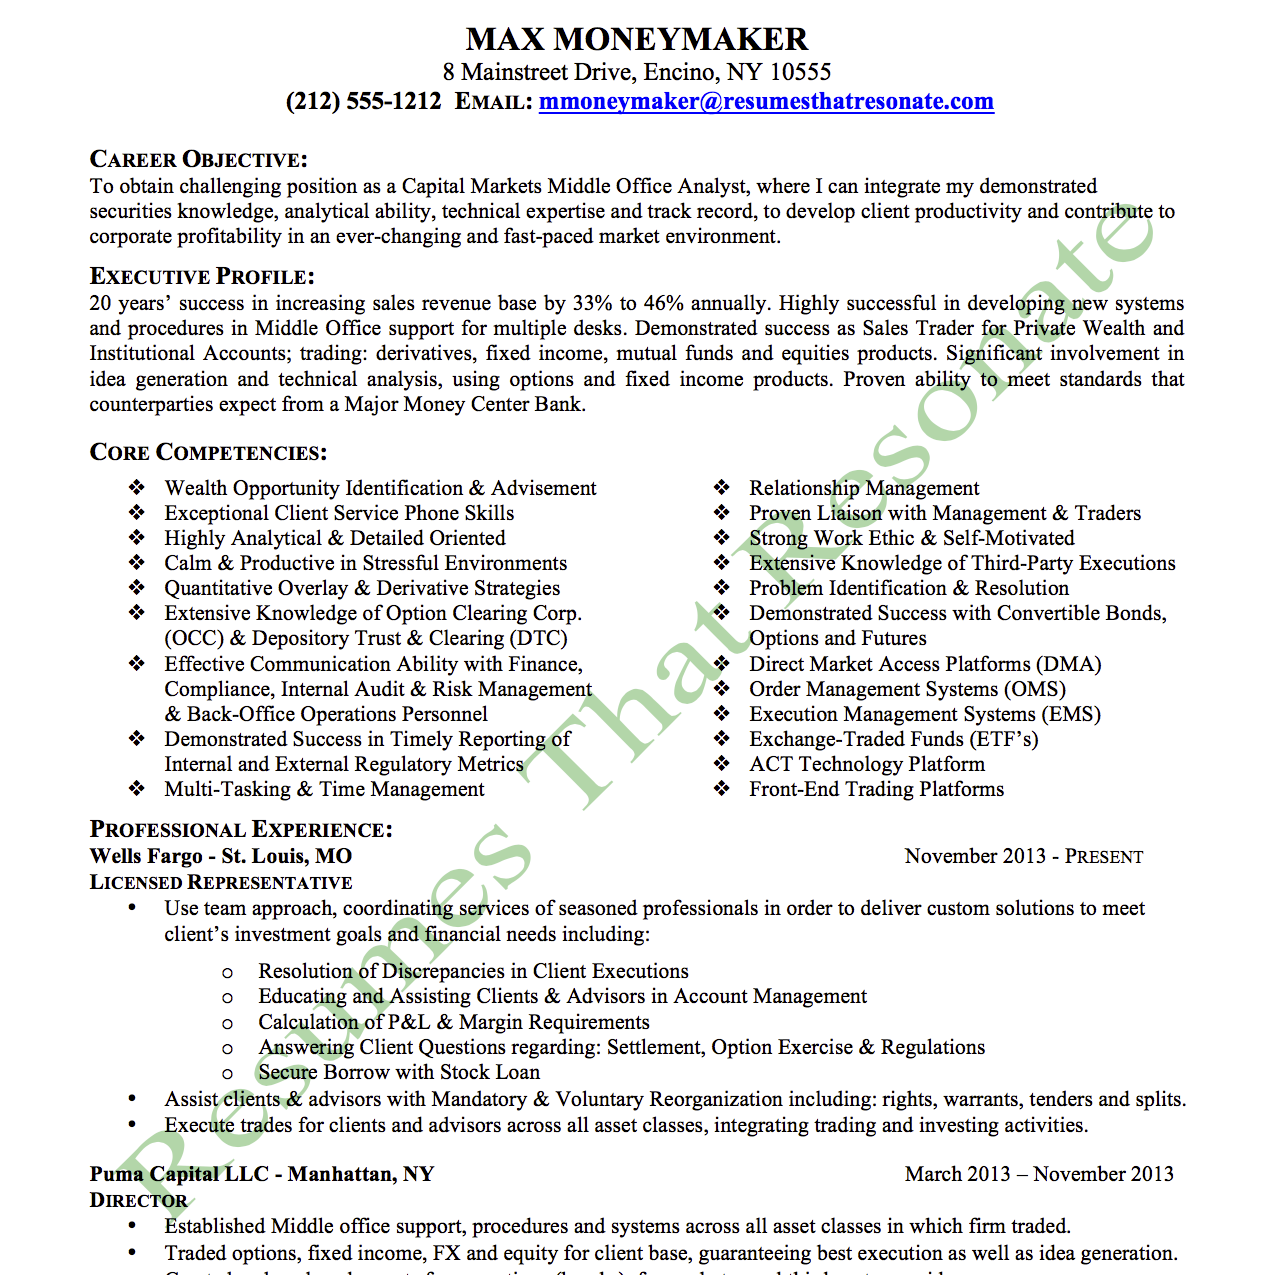 MAX MONEYMAKER
8 Mainstreet Drive, Encino, NY 10555
(212) 555-1212 EMAIL: mmoneymaker@resumesthatresonate.com
CAREER OBJECTIVE:
To obtain challenging position as a Capital Markets Middle Office Analyst, where I can integrate my demonstrated
securities knowledge, analytical ability, technical expertise and track record, to develop client productivity and contribute to
corporate profitability in an ever-changing and fast-paced market environment.
EXECUTIVE PROFILE:
20 years’ success in increasing sales revenue base by 33% to 46% annually. Highly successful in developing new systems
and procedures in Middle Office support for multiple desks. Demonstrated success as Sales Trader for Private Wealth and
Institutional Accounts; trading: derivatives, fixed income, mutual funds and equities products. Significant involvement in
idea generation and technical analysis, using options and fixed income products. Proven ability to meet standards that
counterparties expect from a Major Money Center Bank.
CORE COMPETENCIES:
❖ Wealth Opportunity Identification & Advisement
❖ Exceptional Client Service Phone Skills
❖ Highly Analytical & Detailed Oriented
❖ Calm & Productive in Stressful Environments
❖ Quantitative Overlay & Derivative Strategies
❖ Extensive Knowledge of Option Clearing Corp.
(OCC) & Depository Trust & Clearing (DTC)
❖ Effective Communication Ability with Finance,
Compliance, Internal Audit & Risk Management
& Back-Office Operations Personnel
❖ Demonstrated Success in Timely Reporting of
Internal and External Regulatory Metrics
❖ Multi-Tasking & Time Management
❖ Relationship Management
❖ Proven Liaison with Management & Traders
❖ Strong Work Ethic & Self-Motivated
❖ Extensive Knowledge of Third-Party Executions
❖ Problem Identification & Resolution
❖ Demonstrated Success with Convertible Bonds,
Options and Futures
❖ Direct Market Access Platforms (DMA)
❖ Order Management Systems (OMS)
❖ Execution Management Systems (EMS)
❖ Exchange-Traded Funds (ETF’s)
❖ ACT Technology Platform
❖ Front-End Trading Platforms
PROFESSIONAL EXPERIENCE:
Wells Fargo - St. Louis, MO November 2013 - PRESENT
LICENSED REPRESENTATIVE
• Use team approach, coordinating services of seasoned professionals in order to deliver custom solutions to meet
client’s investment goals and financial needs including:
o Resolution of Discrepancies in Client Executions
o Educating and Assisting Clients & Advisors in Account Management
o Calculation of P&L & Margin Requirements
o Answering Client Questions regarding: Settlement, Option Exercise & Regulations
o Secure Borrow with Stock Loan
• Assist clients & advisors with Mandatory & Voluntary Reorganization including: rights, warrants, tenders and splits.
• Execute trades for clients and advisors across all asset classes, integrating trading and investing activities.
Puma Capital LLC - Manhattan, NY March 2013 – November 2013
DIRECTOR
• Established Middle office support, procedures and systems across all asset classes in which firm traded.
• Traded options, fixed income, FX and equity for client base, guaranteeing best execution as well as idea generation.
Resumes That Resonate